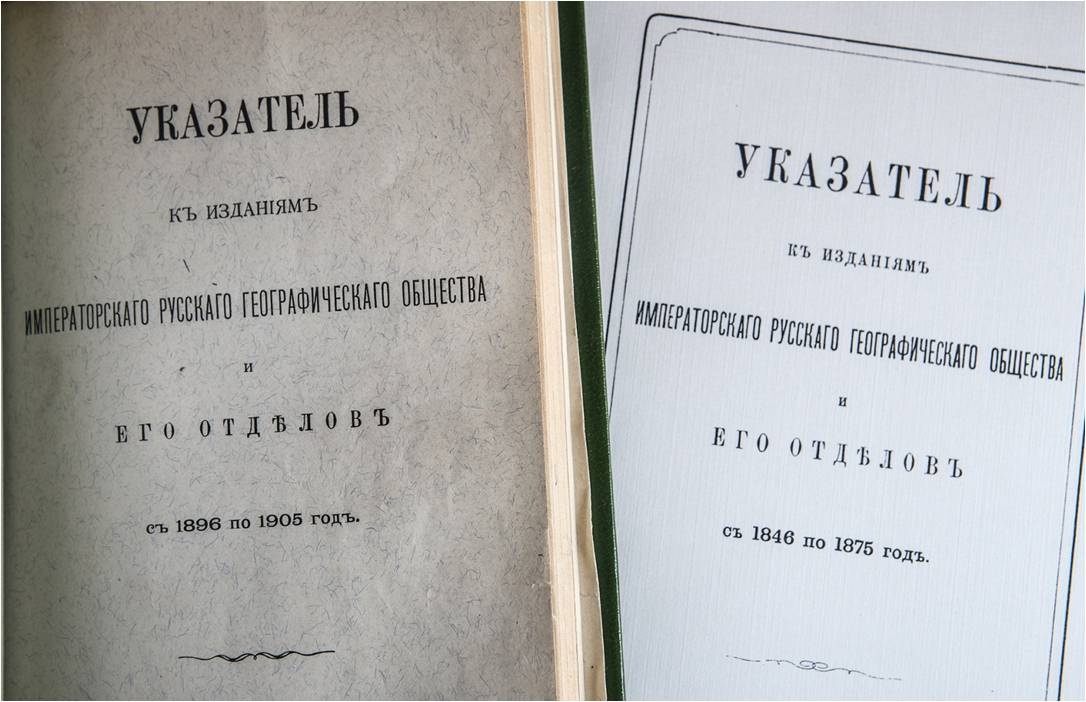 УКАЗАТЕЛЬ
КЪ ИЗДАНІЯМЪ
ИМПЕРАТОРСКАГО РУССКАГО ГЕОГРАФИЧЕСКАГО ОБЩЕСТВА
И
ЕГО ОТДѢЛОВЪ
съ 1896 по 1905 годъ.
УКАЗАТЕЛЬ
КЪ ИЗДАНІЯМЪ
ИМПЕРАТОРСКАГО РУССКАГО ГЕОГРАФИЧЕСКАГО ОБЩЕСТВА
И
ЕГО ОТДѢЛОВЪ
съ 1846 по 1875 годъ.